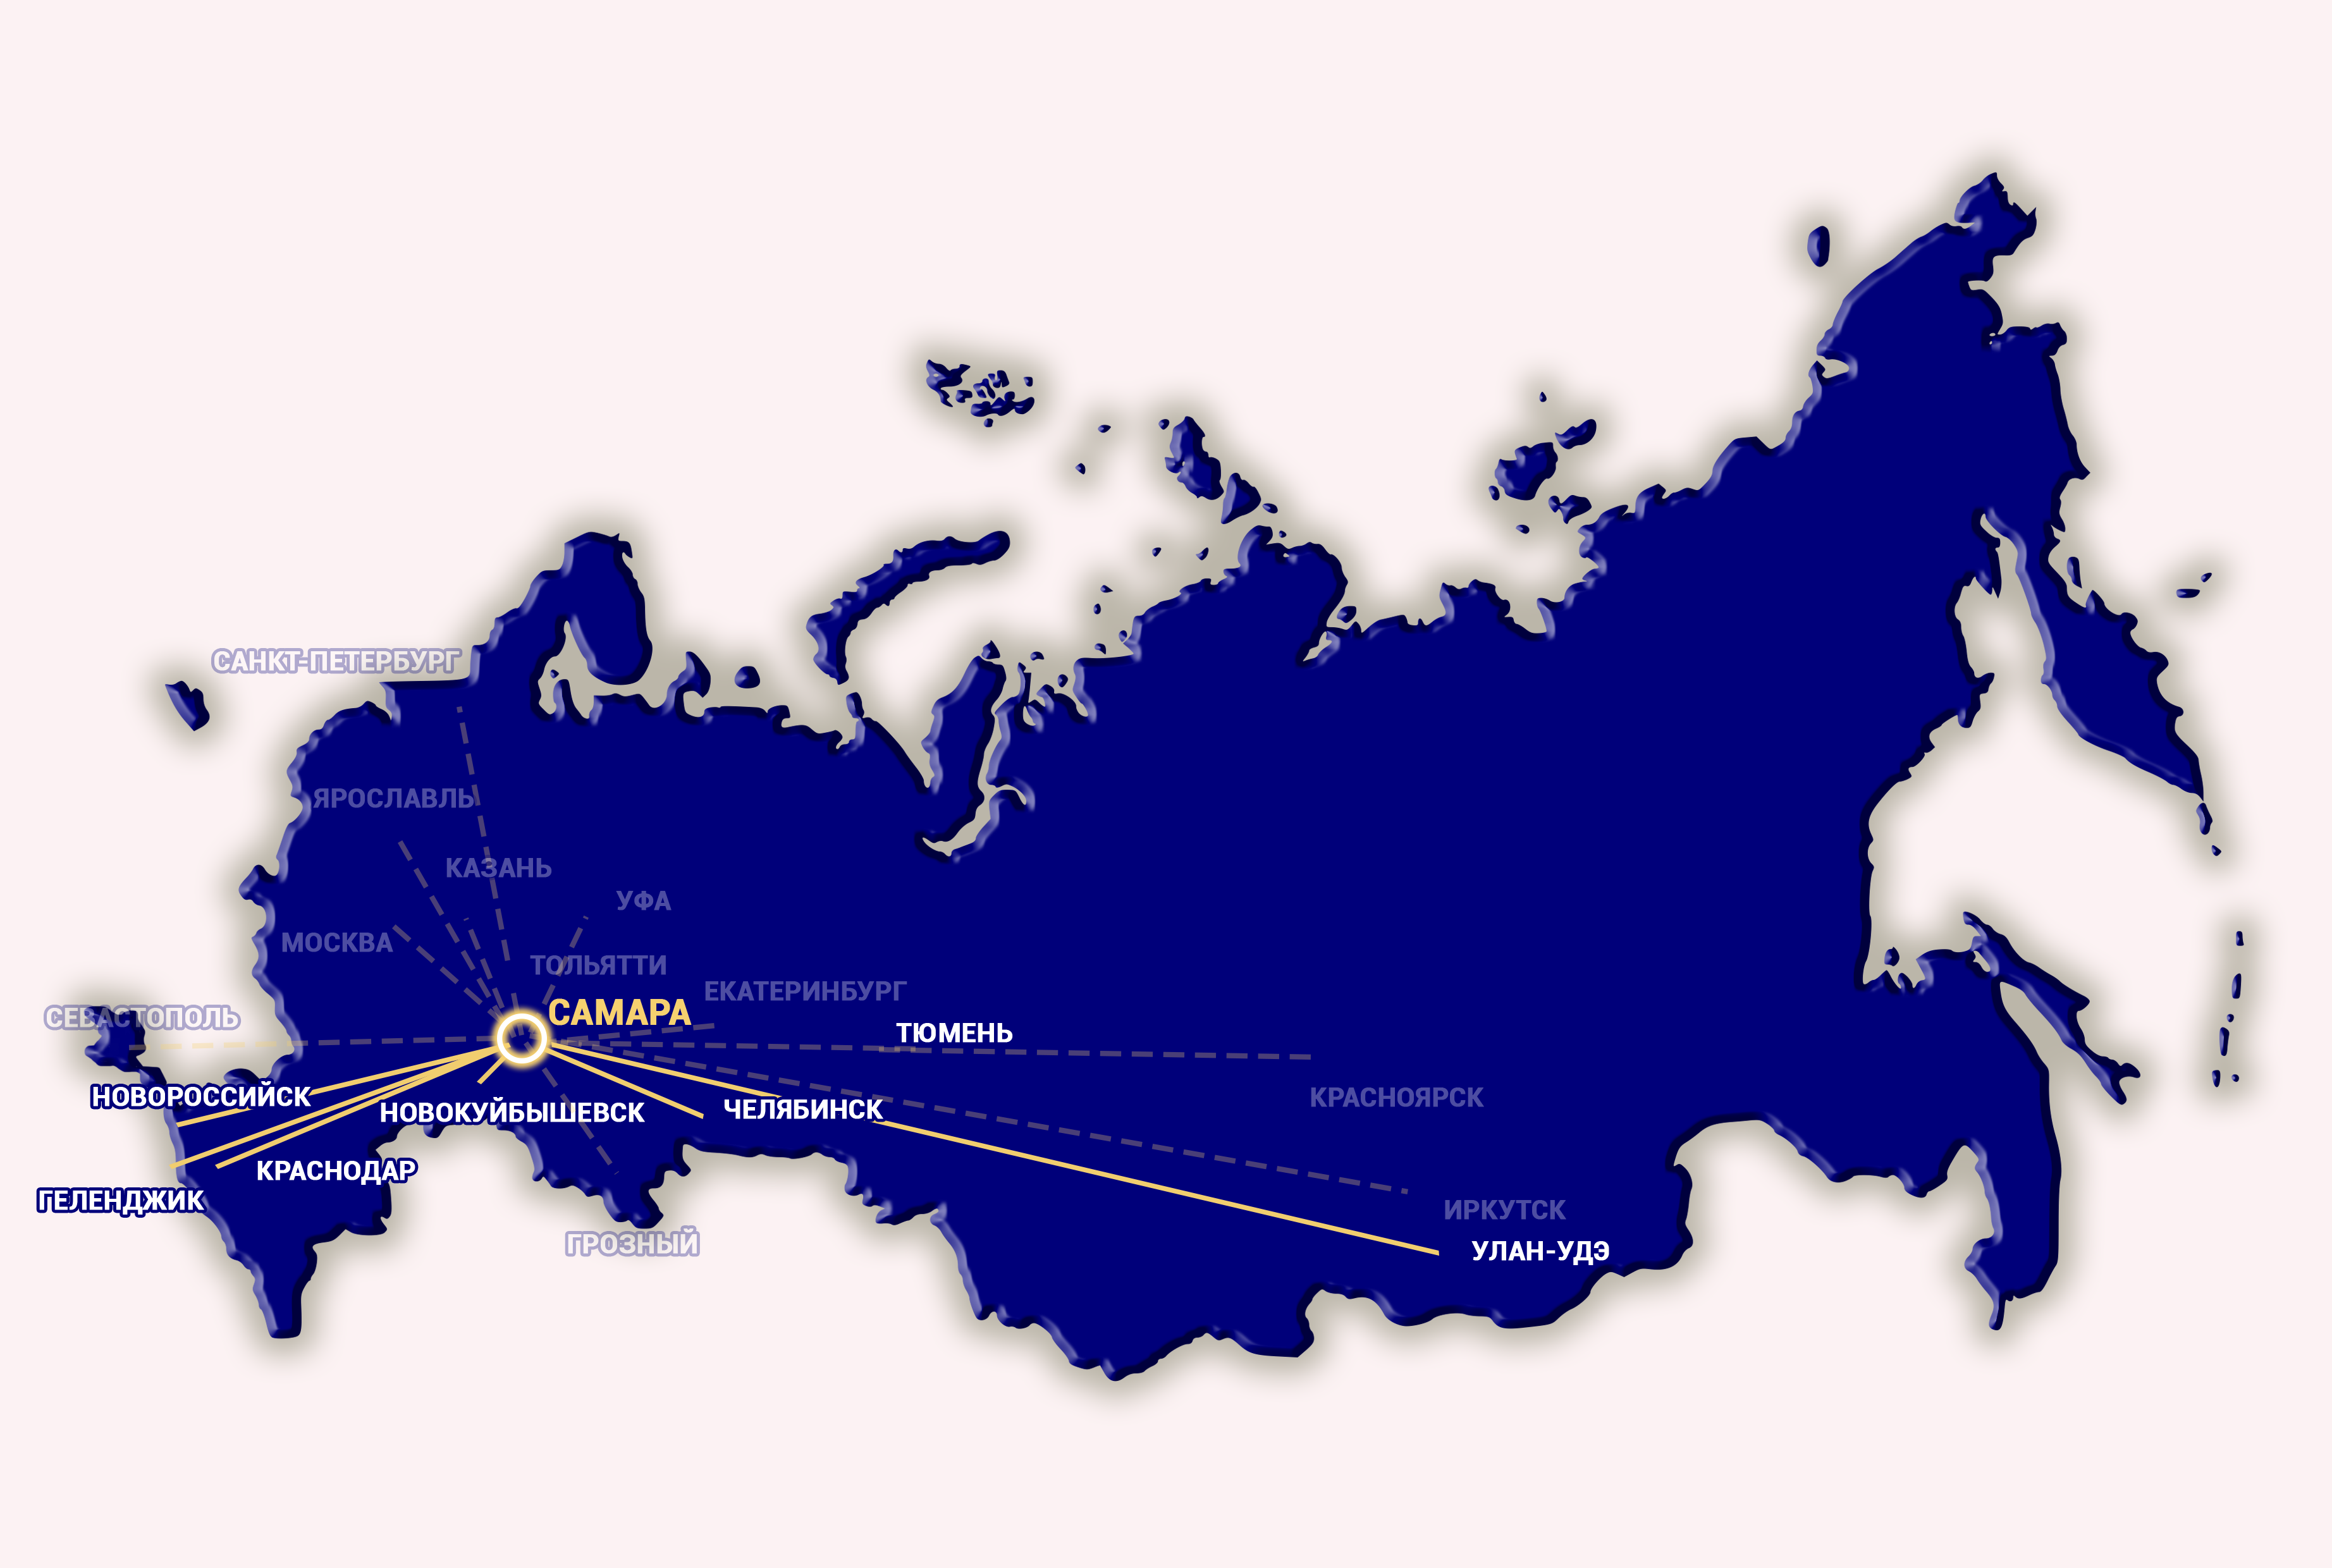 САНКТ-ПЕТЕРБУРГ
ЯРОСЛАВЛЬ
КАЗАНЬ
УФА
МОСКВА
ТОЛЬЯТТИ
ЕКАТЕРИНБУРГ
САМАРА
СЕВАСТОПОЛЬ
ТЮМЕНЬ
НОВОРОССИЙСК
КРАСНОЯРСК
ЧЕЛЯБИНСК
НОВОКУЙБЫШЕВСК
КРАСНОДАР
ГЕЛЕНДЖИК
ИРКУТСК
ГРОЗНЫЙ
УЛАН-УДЭ